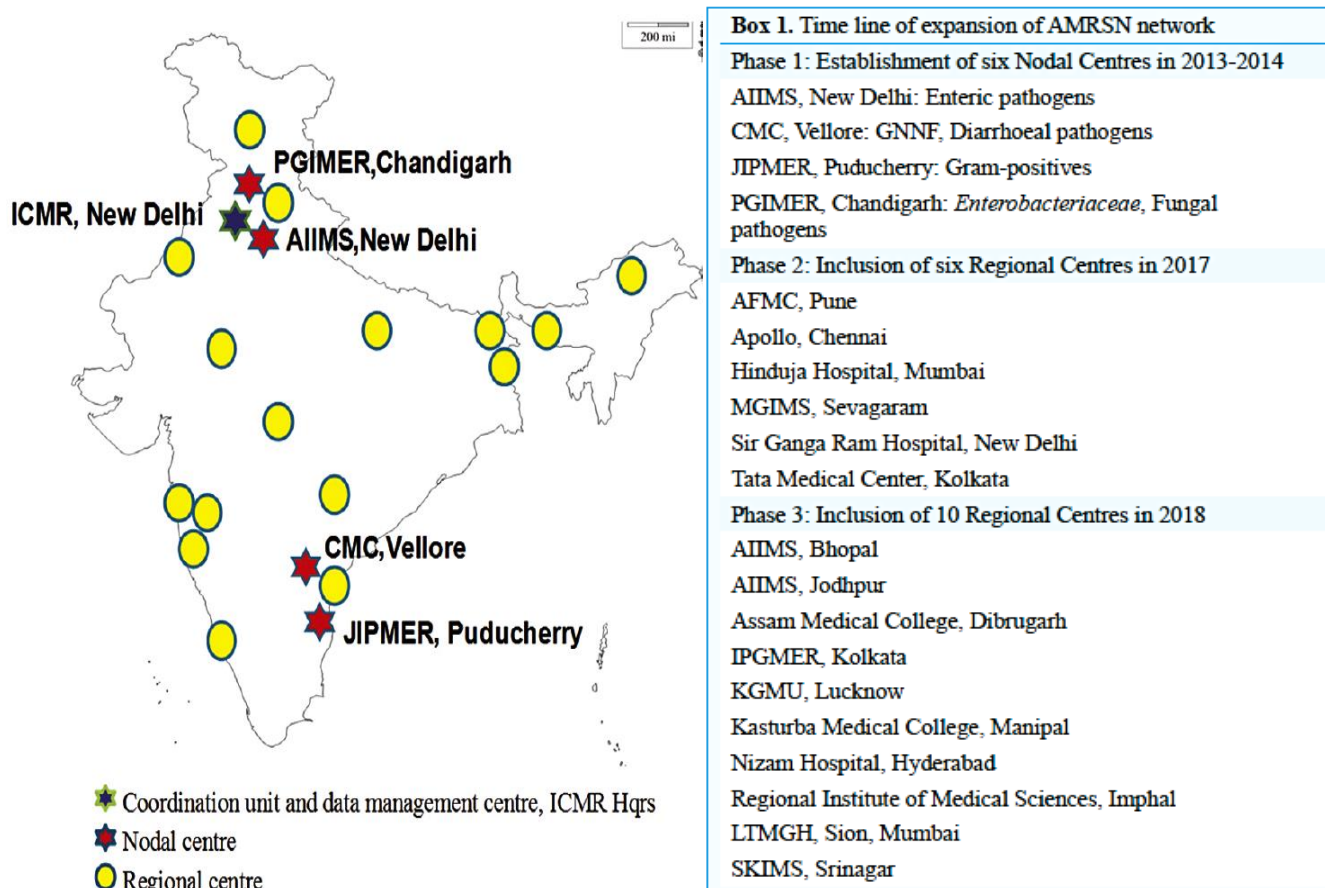 200 mi
PGIMER,Chandigarh
ICMR, New Delhi
AIIMS,New Delhi
CMC,Vellore
JIPMER, Puducherry
Coordination unit and data management centre, ICMR Hqrs
Nodal centre
Regional centre
Box 1. Time line of expansion of AMRSN network
Phase 1: Establishment of six Nodal Centres in 2013-2014
AIIMS, New Delhi: Enteric pathogens
CMC, Vellore: GNNF, Diarrhoeal pathogens
JIPMER, Puducherry: Gram-positives
PGIMER, Chandigarh: Enterobacteriaceae, Fungal
pathogens
Phase 2: Inclusion of six Regional Centres in 2017
AFMC, Pune
Apollo, Chennai
Hinduja Hospital, Mumbai
MGIMS, Sevagaram
Sir Ganga Ram Hospital, New Delhi
Tata Medical Center, Kolkata
Phase 3: Inclusion of 10 Regional Centres in 2018
AIIMS, Bhopal
AIIMS, Jodhpur
Assam Medical College, Dibrugarh
IPGMER, Kolkata
KGMU, Lucknow
Kasturba Medical College, Manipal
Nizam Hospital, Hyderabad
Regional Institute of Medical Sciences, Imphal
LTMGH, Sion, Mumbai
SKIMS, Srinagar